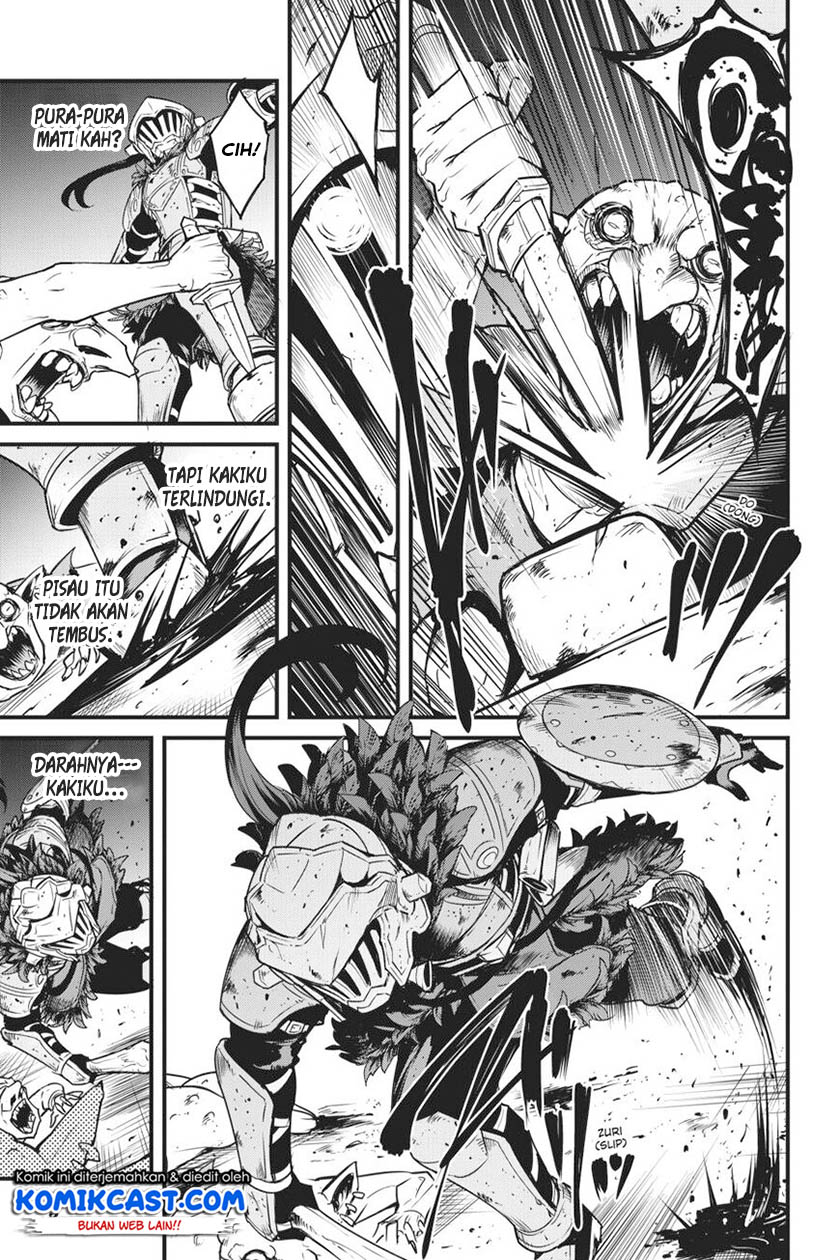 DO
(DONG)
CIH!
PURA-PURA
MATI KAH?
TAPI KAKIKU
TERLINDUNGI.
PISAU ITU
TIDAK AKAN
TEMBUS.
ZURI
(SLIP)
DARAHNYA---
KAKIKU...
Komik ini diterjemahkan & diedit oleh
KOMIKCAST.COM
BUKAN WEB LAIN!!